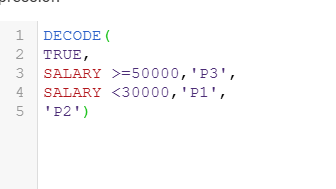 1 DECODE(
2 TRUE,
3 SALARY >=50000,'P3',
4 SALARY <30000,'P1',
5 'P2')